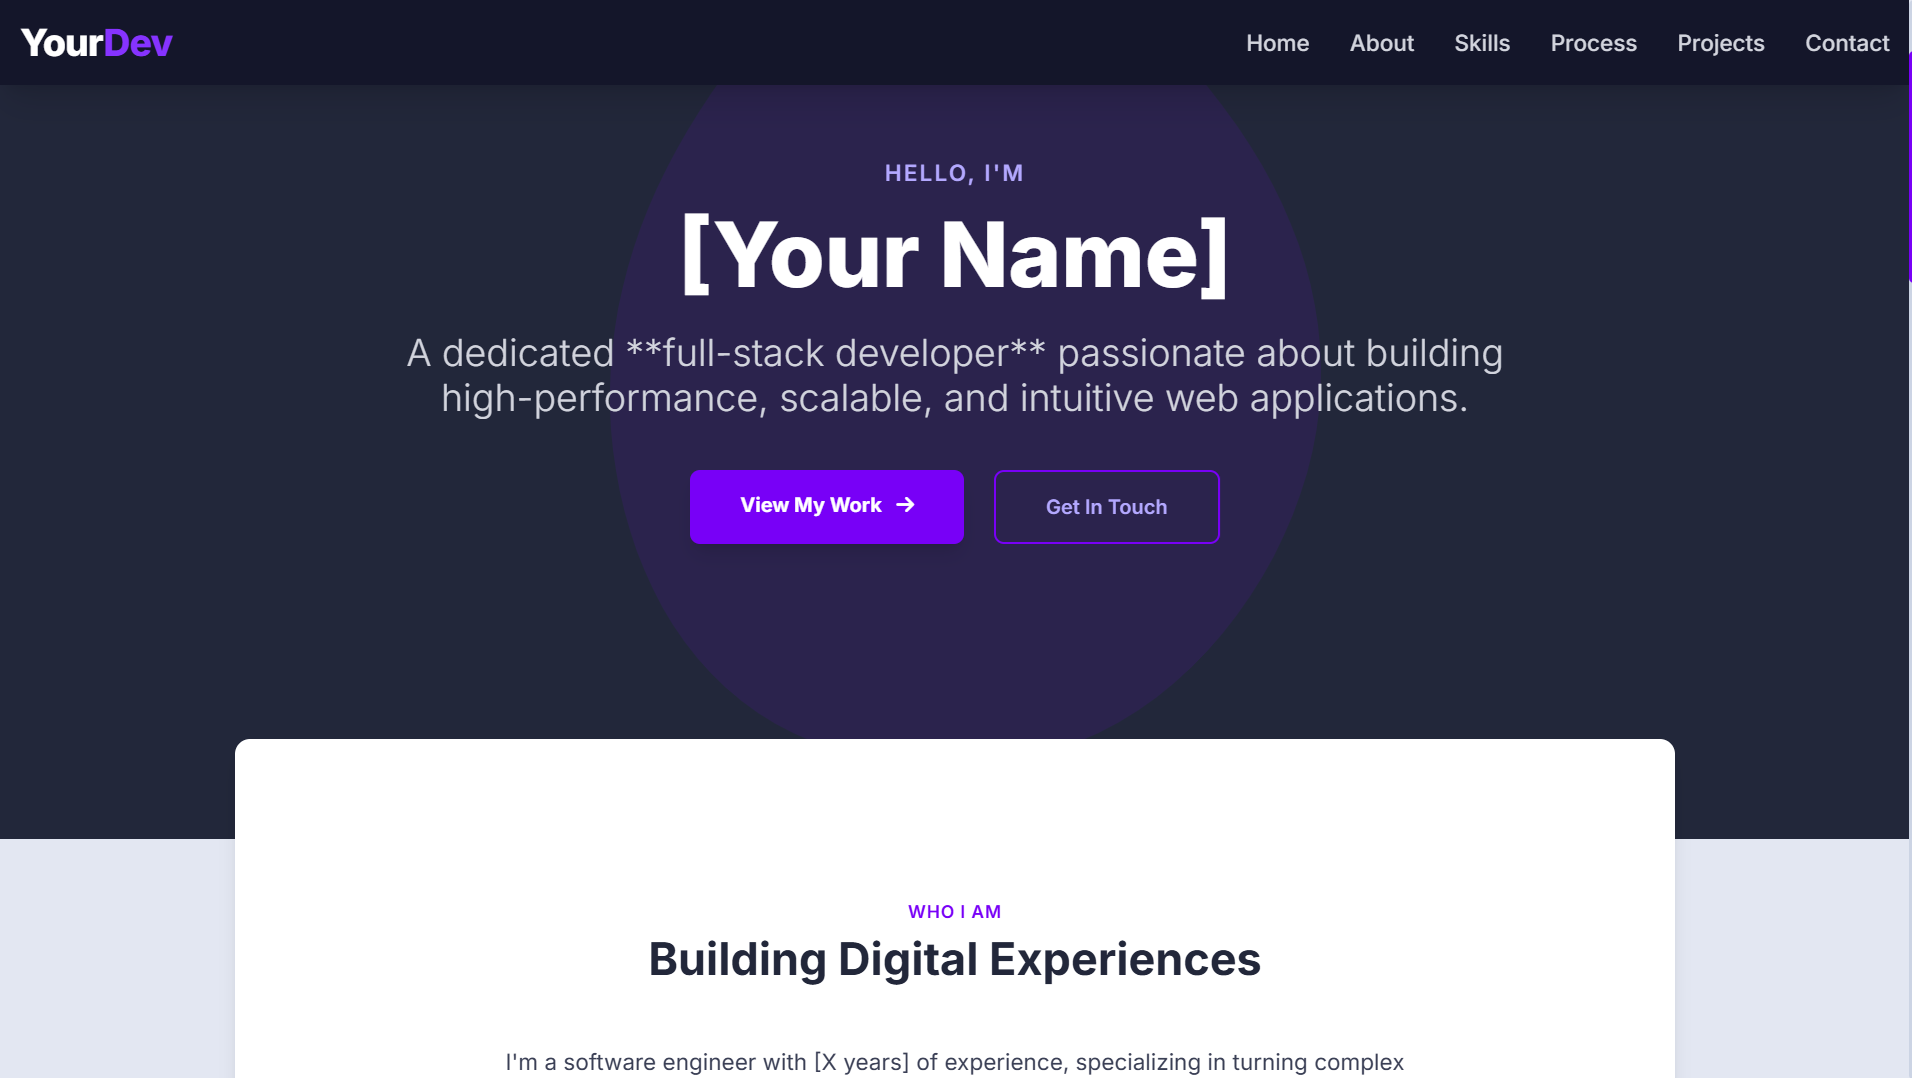 YourDev
Home About Skills Process Projects Contact
HELLO, I'M
[Your Name]
A dedicated **full-stack developer** passionate about building
high-performance, scalable, and intuitive web applications.
View My Work →
Get In Touch
WHO I AM
Building Digital Experiences
I'm a software engineer with [X years] of experience, specializing in turning complex